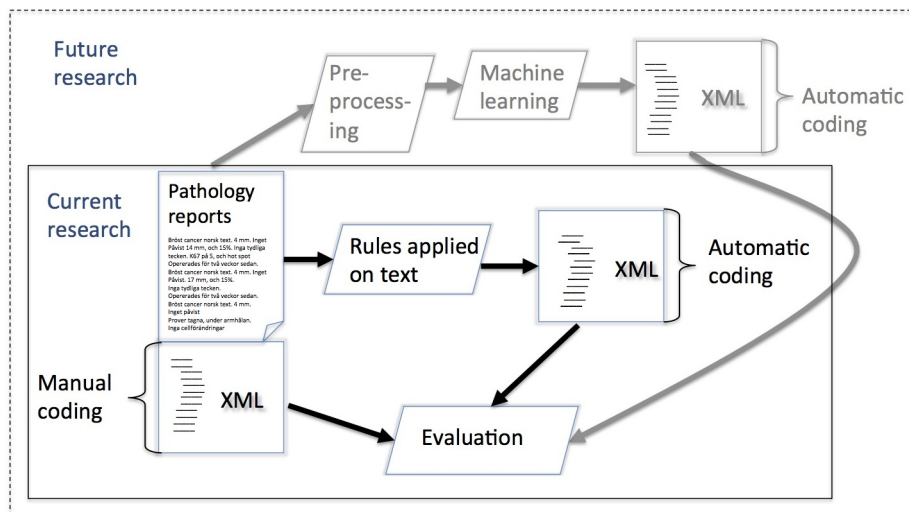 Future
research
Pre-
process-
ing
Machine
learning
XML
Automatic
coding
Current
research
Pathology
reports
Bröst cancer norsk text. 4 mm. Inget
Påvist 14 mm, och 15%. Inga tydliga
tecken. K67 på 5, och hot spot
Opererades för två veckor sedan.
Bröst cancer norsk text. 4 mm. Inget
Påvist. 17 mm, och 15%.
Inga tydliga tecken.
Opererades för två veckor sedan.
Bröst cancer norsk text. 4 mm.
Inget påvist
Prover tagna, under armhålan.
Inga cellförändringar
Rules applied
on text
XML
Automatic
coding
Manual
coding
XML
Evaluation